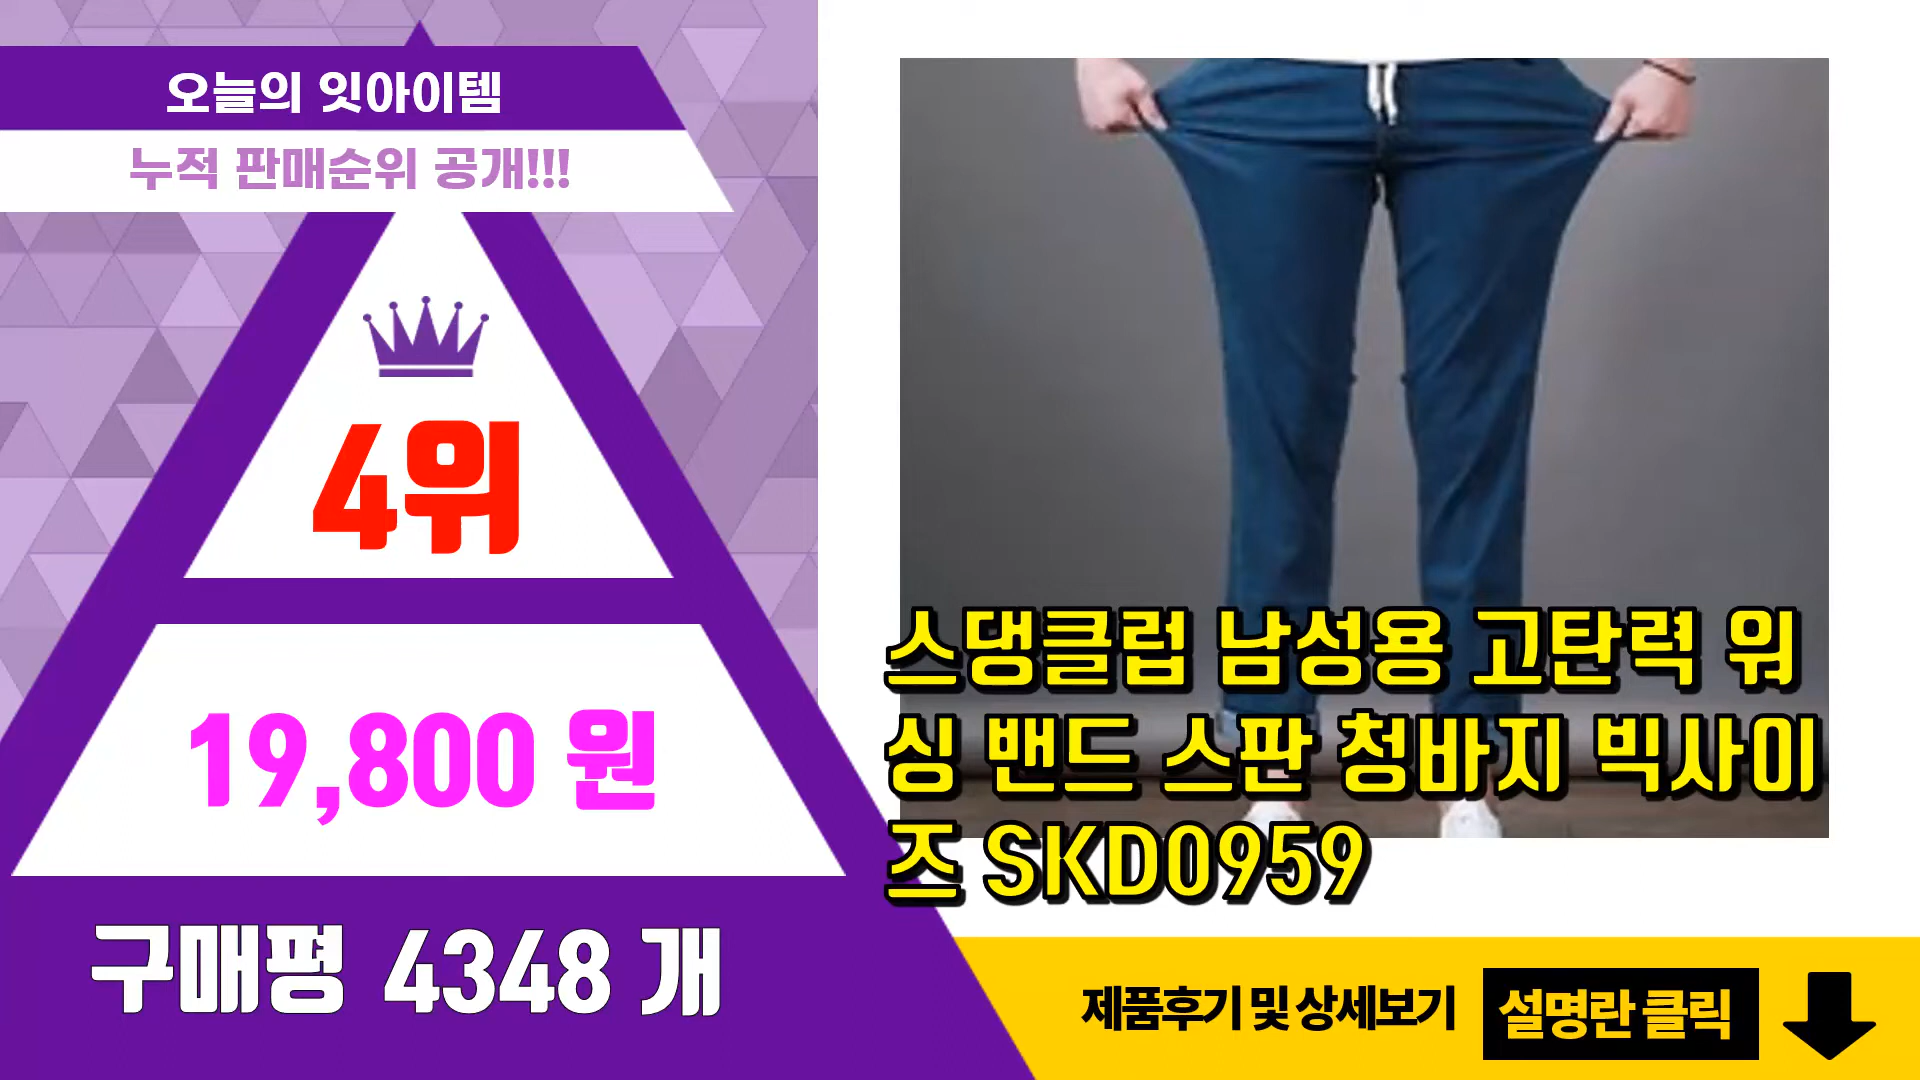 오늘의 잇아이템
누적 판매순위 공개!!!
4위
19,800 원
구매평 4348 개
스댕클럽 남성용 고탄력 워
싱 밴드 스판 청바지 빅사이
즈 SKD0959
제품후기 및 상세보기
설명란 클릭